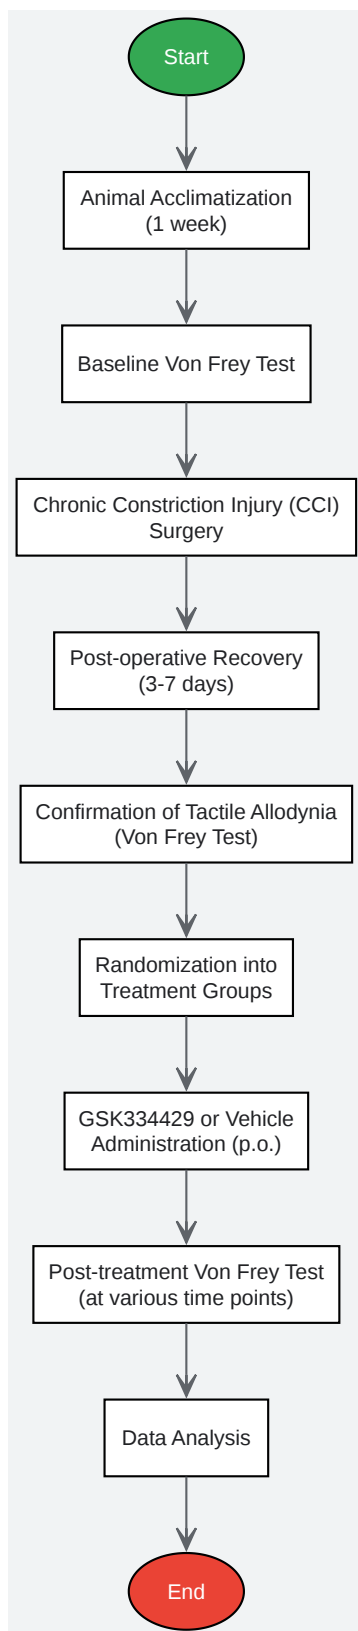 Start
Animal Acclimatization
(1 week)
Baseline Von Frey Test
Chronic Constriction Injury (CCI)
Surgery
Post-operative Recovery
(3-7 days)
Confirmation of Tactile Allodynia
(Von Frey Test)
Randomization into
Treatment Groups
GSK334429 or Vehicle
Administration (p.o.)
Post-treatment Von Frey Test
(at various time points)
Data Analysis
End